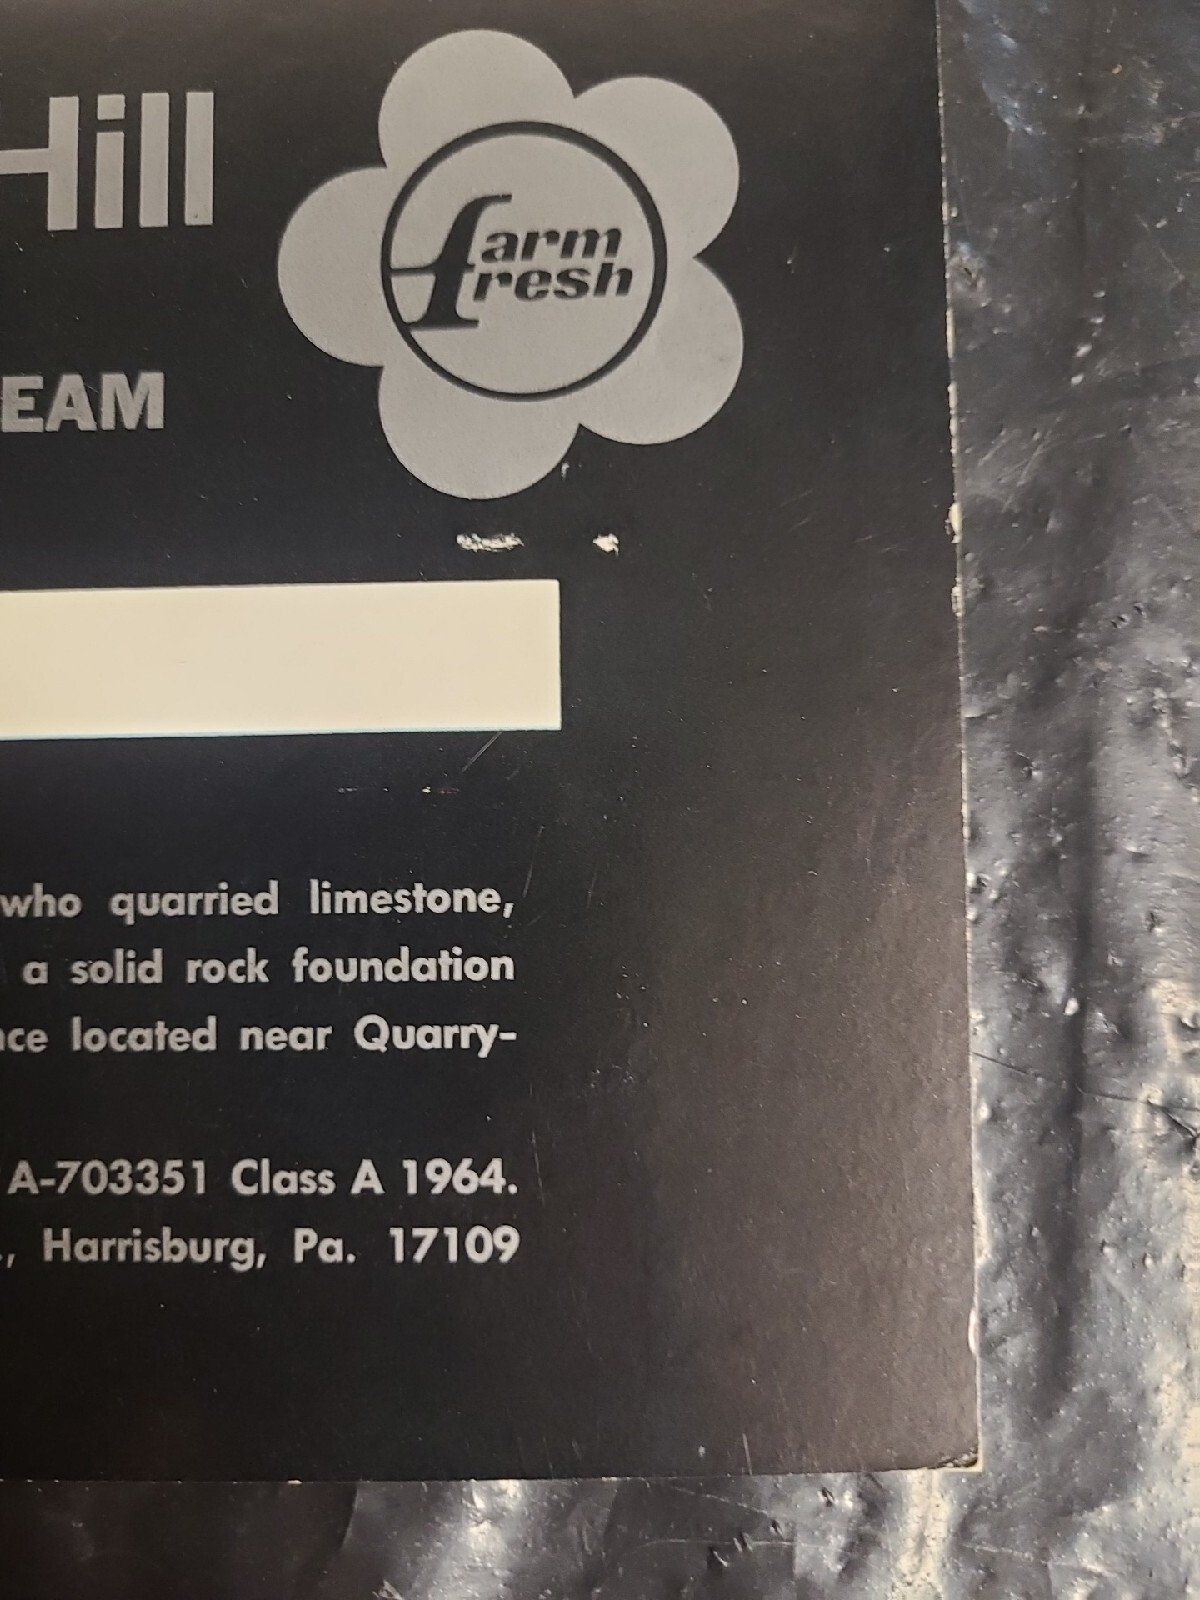 Hill
farm
fresh
EAM
who quarried limestone,
a solid rock foundation
nce located near Quarry-
A-703351 Class A 1964.
., Harrisburg, Pa. 17109